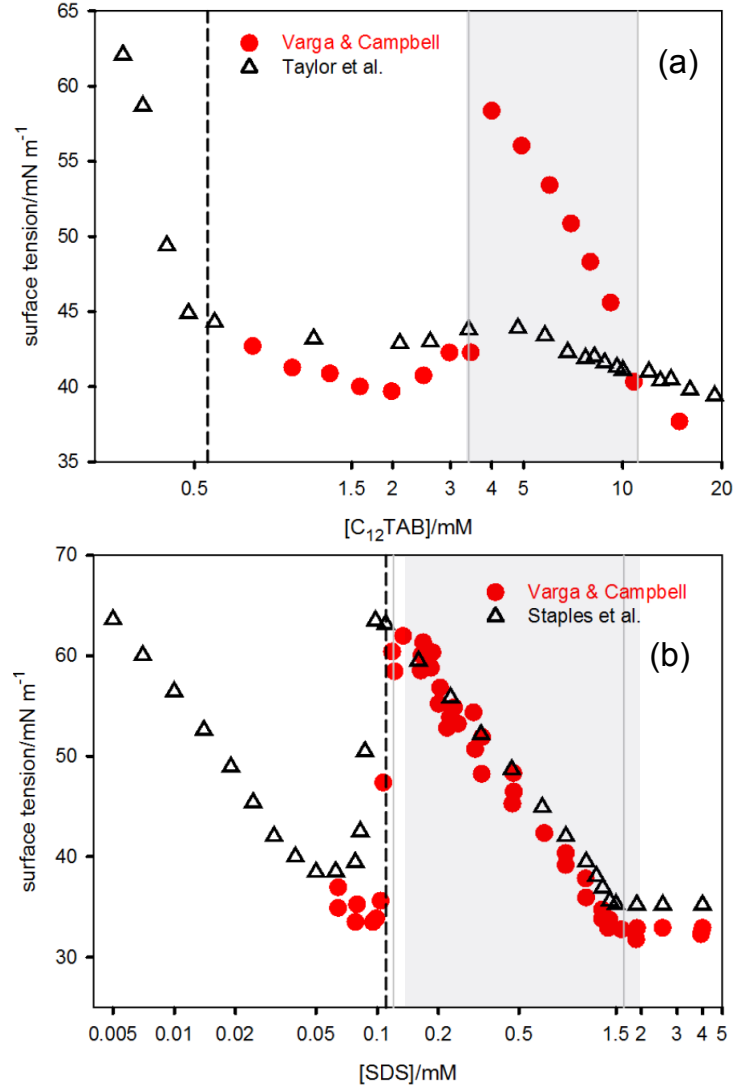 65
Varga & Campbell
Taylor et al.
(a)
60
55
50
45
40
35
surface tension/mN m⁻¹
0.5 1.5 2 3 4 5 10 20
[C₁₂TAB]/mM
70
Varga & Campbell
Staples et al.
(b)
60
50
40
30
surface tension/mN m⁻¹
0.005 0.01 0.02 0.05 0.1 0.2 0.5 1.5 2 3 4 5
[SDS]/mM